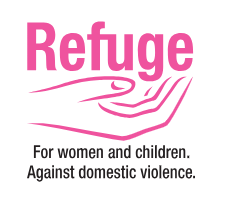 Refuge
For women and children.
Against domestic violence.